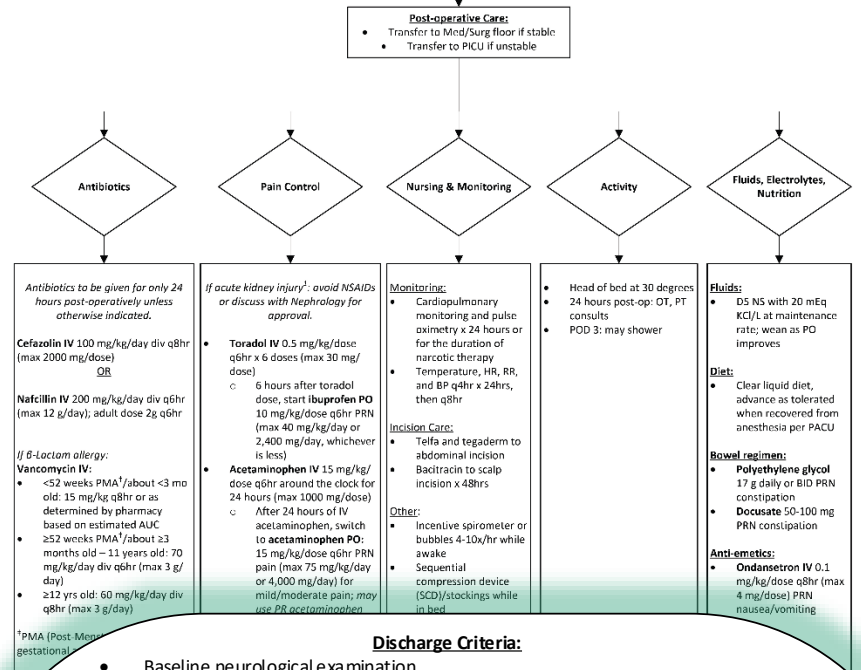 Post-operative Care:
• Transfer to Med/Surg floor if stable
• Transfer to PICU if unstable
Antibiotics
Pain Control
Nursing & Monitoring
Activity
Fluids, Electrolytes,
Nutrition
Antibiotics to be given for only 24
hours post-operatively unless
otherwise indicated.
Cefazolin IV 100 mg/kg/day div q8hr
(max 2000 mg/dose)
OR
Nafcillin IV 200 mg/kg/day div q6hr
(max 12 g/day); adult dose 2g q6hr
If β-Lactam allergy:
Vancomycin IV:
• <52 weeks PMA†/about <3 mo
old: 15 mg/kg q8hr or as
determined by pharmacy
based on estimated AUC
• ≥52 weeks PMA†/about ≥3
months old – 11 years old: 70
mg/kg/day div q6hr (max 3 g/
day)
• ≥12 yrs old: 60 mg/kg/day div
q8hr (max 3 g/day)
†PMA (Post-Menst
gestational
If acute kidney injury1: avoid NSAIDs
or discuss with Nephrology for
approval.
• Toradol IV 0.5 mg/kg/dose
q6hr x 6 doses (max 30 mg/
dose)
○ 6 hours after toradol
dose, start ibuprofen PO
10 mg/kg/dose q6hr PRN
(max 40 mg/kg/day or
2,400 mg/day, whichever
is less)
• Acetaminophen IV 15 mg/kg/
dose q6hr around the clock for
24 hours (max 1000 mg/dose)
○ After 24 hours of IV
acetaminophen, switch
to acetaminophen PO:
15 mg/kg/dose q6hr PRN
pain (max 75 mg/kg/day
or 4,000 mg/day) for
mild/moderate pain; may
use PR acetaminophen
Monitoring:
• Cardiopulmonary
monitoring and pulse
oximetry x 24 hours or
for the duration of
narcotic therapy
• Temperature, HR, RR,
and BP q4hr x 24hrs,
then q8hr
Incision Care:
• Telfa and tegaderm to
abdominal incision
• Bacitracin to scalp
incision x 48hrs
Other:
• Incentive spirometer or
bubbles 4-10x/hr while
awake
• Sequential
compression device
(SCD)/stockings while
in bed
• Head of bed at 30 degrees
• 24 hours post-op: OT, PT
consults
• POD 3: may shower
Fluids:
• D5 NS with 20 mEq
KCl/L at maintenance
rate; wean as PO
improves
Diet:
• Clear liquid diet,
advance as tolerated
when recovered from
anesthesia per PACU
Bowel regimen:
• Polyethylene glycol
17 g daily or BID PRN
constipation
• Docusate 50-100 mg
PRN constipation
Anti-emetics:
• Ondansetron IV 0.1
mg/kg/dose q8hr (max
4 mg/dose) PRN
nausea/vomiting
Discharge Criteria:
• Baseline neurological examination